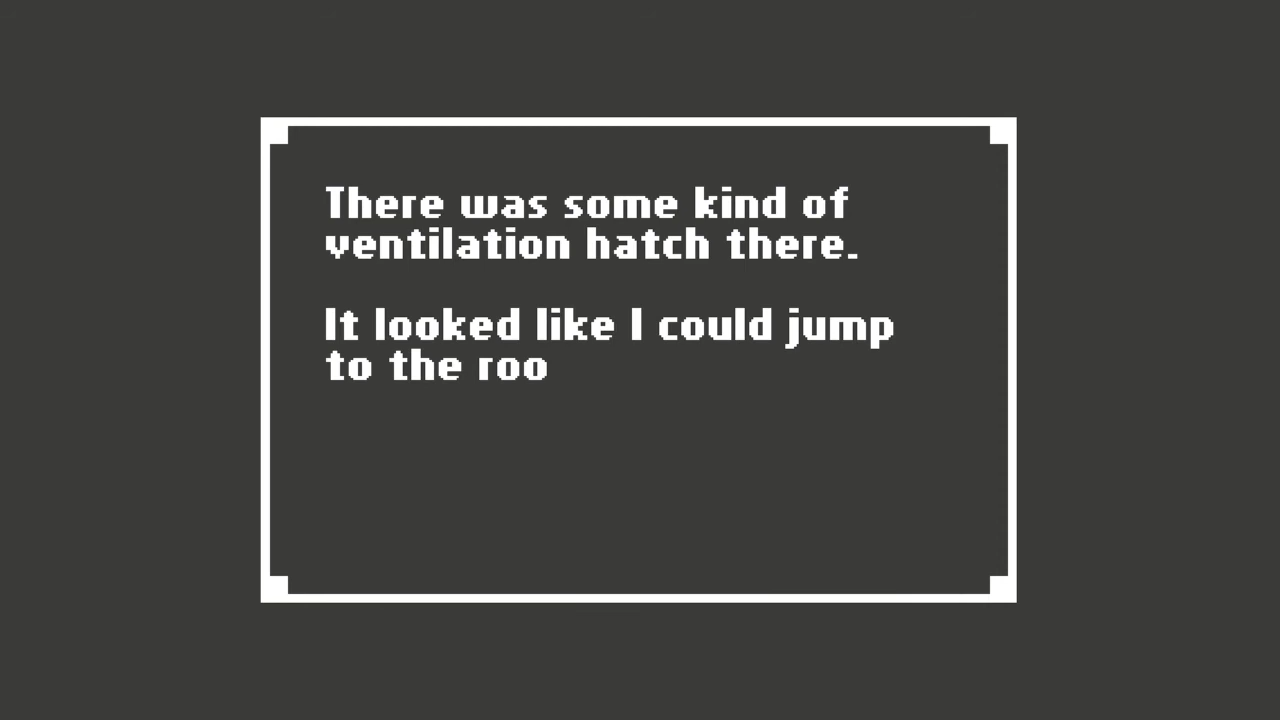 There was some kind of
ventilation hatch there.
It looked like I could jump
to the roo